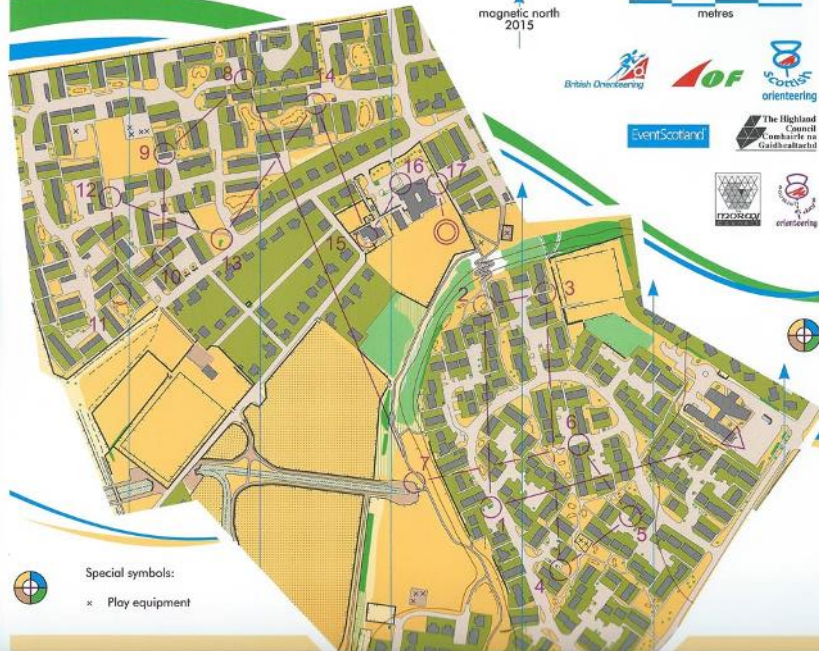 magnetic north
2015
metres
British Orienteering
IOF
Scottish
orienteering
EventScotland
The Highland
Council
Comhairle na
Gaidhealtachd
moray
council
orienteering
8
14
9
16
17
12
15
13
10
11
2
3
6
7
1
5
4
Special symbols:
× Play equipment